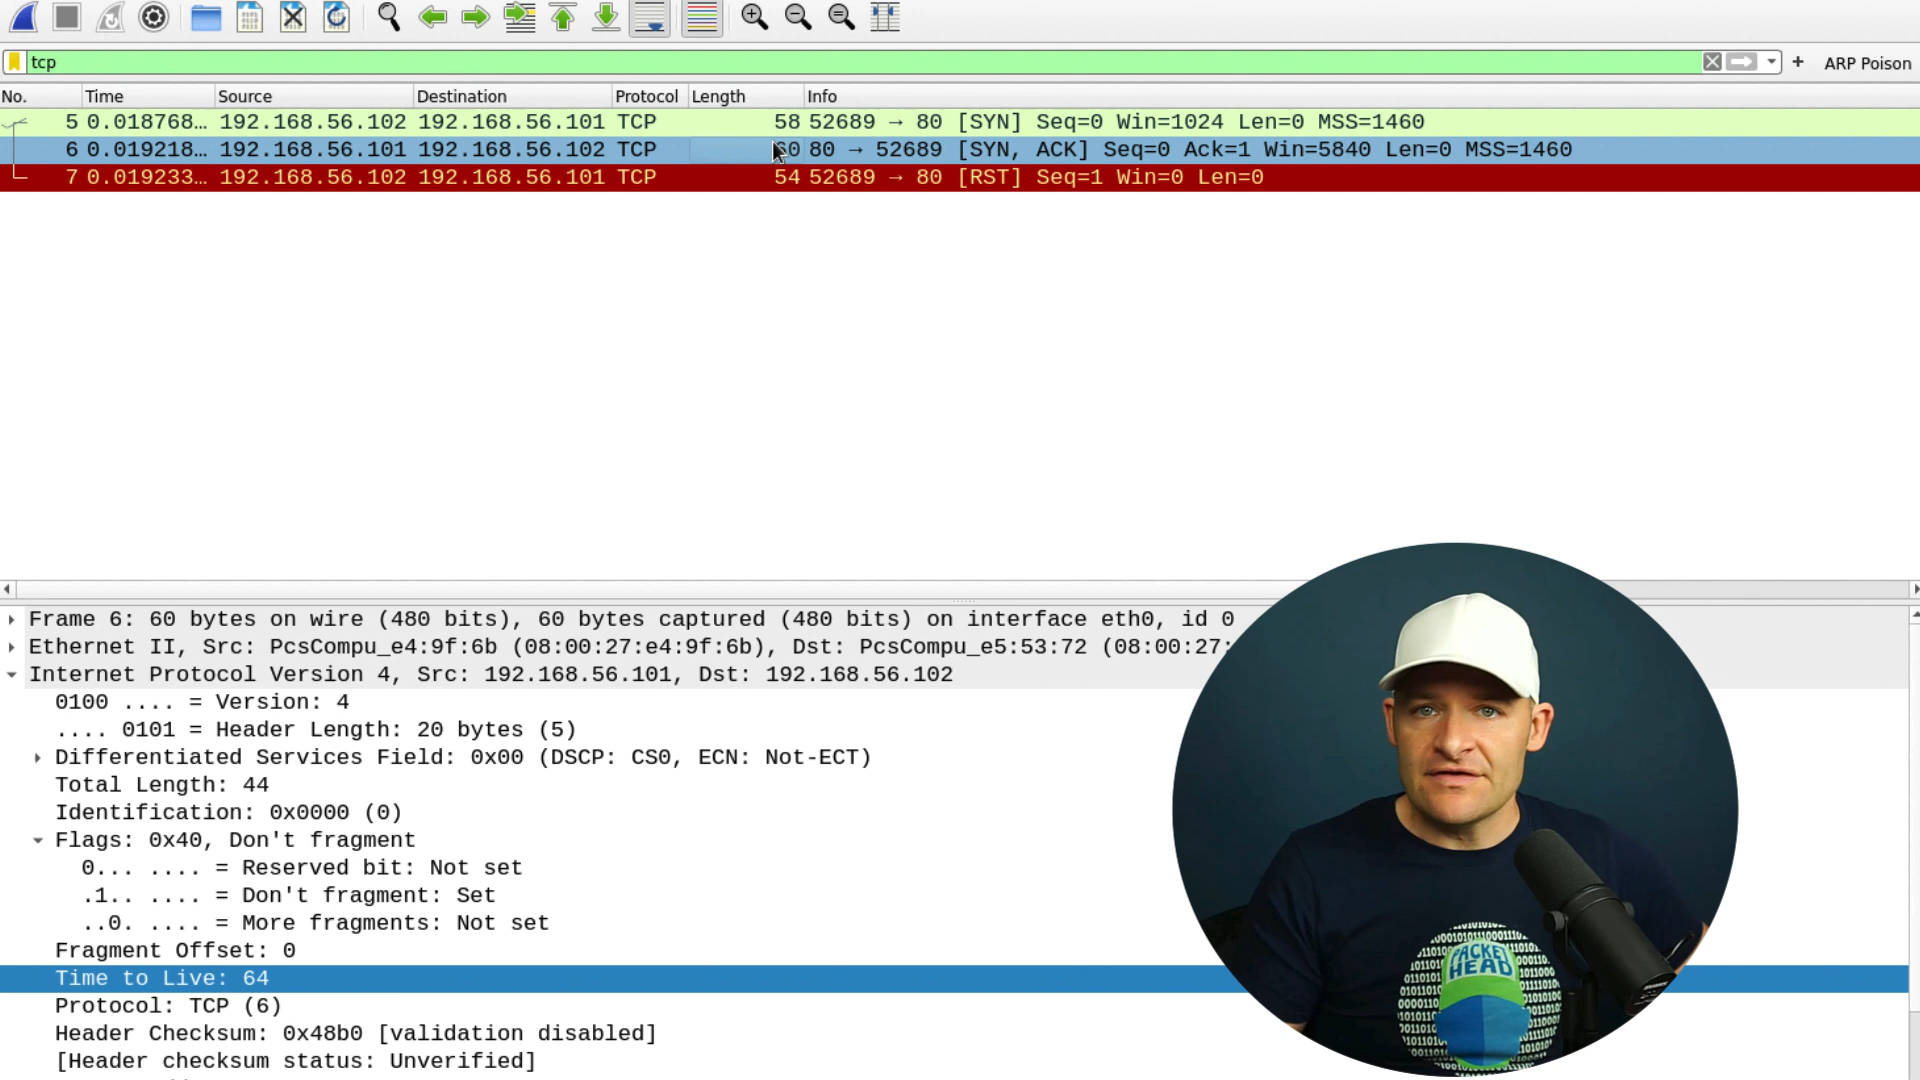 tcp
ARP Poison
No. Time Source Destination Protocol Length Info
5 0.018768… 192.168.56.102 192.168.56.101 TCP 58 52689 → 80 [SYN] Seq=0 Win=1024 Len=0 MSS=1460
6 0.019218… 192.168.56.101 192.168.56.102 TCP 60 80 → 52689 [SYN, ACK] Seq=0 Ack=1 Win=5840 Len=0 MSS=1460
7 0.019233… 192.168.56.102 192.168.56.101 TCP 54 52689 → 80 [RST] Seq=1 Win=0 Len=0
Frame 6: 60 bytes on wire (480 bits), 60 bytes captured (480 bits) on interface eth0, id 0
Ethernet II, Src: PcsCompu_e4:9f:6b (08:00:27:e4:9f:6b), Dst: PcsCompu_e5:53:72 (08:00:27:
Internet Protocol Version 4, Src: 192.168.56.101, Dst: 192.168.56.102
0100 .... = Version: 4
.... 0101 = Header Length: 20 bytes (5)
Differentiated Services Field: 0x00 (DSCP: CS0, ECN: Not-ECT)
Total Length: 44
Identification: 0x0000 (0)
Flags: 0x40, Don't fragment
0... .... = Reserved bit: Not set
.1.. .... = Don't fragment: Set
..0. .... = More fragments: Not set
Fragment Offset: 0
Time to Live: 64
Protocol: TCP (6)
Header Checksum: 0x48b0 [validation disabled]
[Header checksum status: Unverified]
PACKET
HEAD